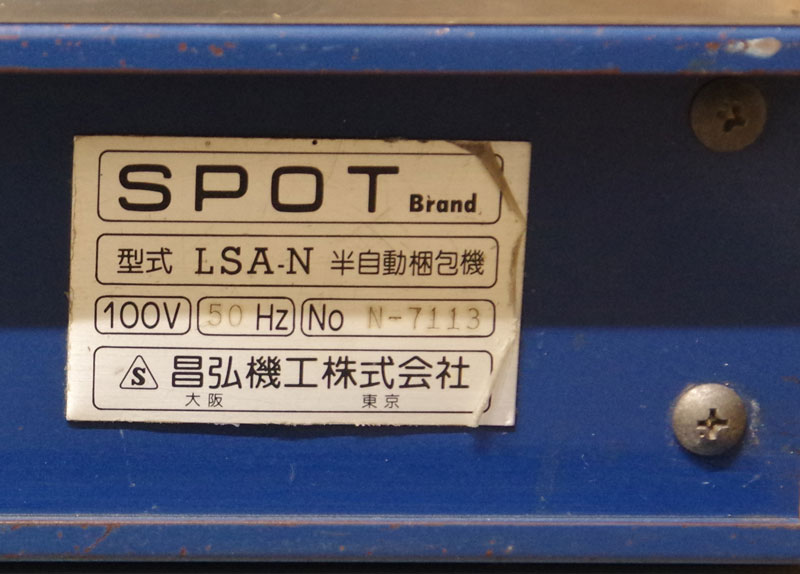 SPOT Brand
型式 LSA-N 半自動梱包機
100V 50 Hz No N-7113
S 昌弘機工株式会社
大阪 東京